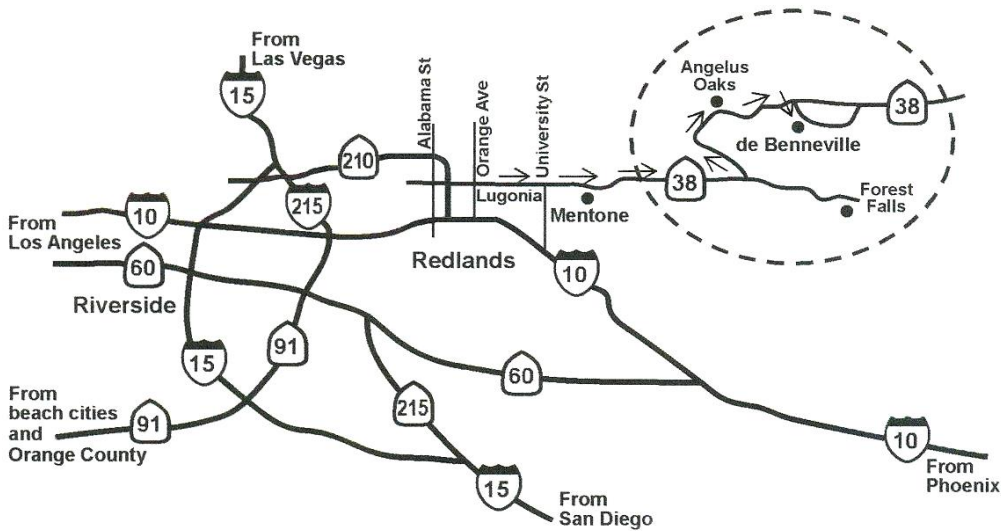 From
Las Vegas
15
Alabama St
Orange Ave
University St
Angelus
Oaks
38
de Benneville
210
215
Lugonia
38
Mentone
Forest
Falls
10
From
Los Angeles
60
Riverside
Redlands
10
15
91
60
From
beach cities
and
Orange County
91
215
15
From
San Diego
10
From
Phoenix